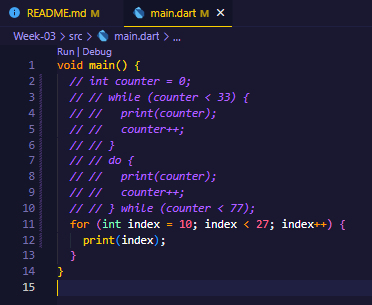 README.md M main.dart M
Week-03 > src > main.dart > ...
Run | Debug
1 void main() {
2 // int counter = 0;
3 // // while (counter < 33) {
4 // //   print(counter);
5 // //   counter++;
6 // // }
7 // // do {
8 // //   print(counter);
9 // //   counter++;
10 // // } while (counter < 77);
11 for (int index = 10; index < 27; index++) {
12 print(index);
13 }
14 }
15